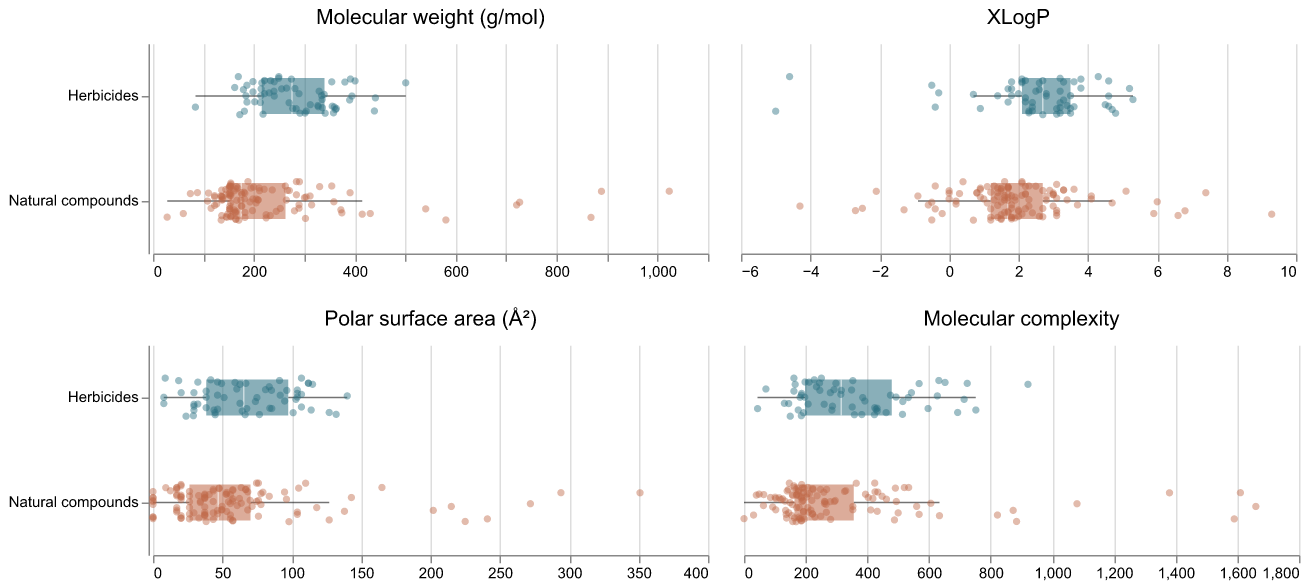 Molecular weight (g/mol)
XLogP
Herbicides
Natural compounds
0 200 400 600 800 1,000
−6 −4 −2 0 2 4 6 8 10
Polar surface area (Å²)
Molecular complexity
Herbicides
Natural compounds
0 50 100 150 200 250 300 350 400
0 200 400 600 800 1,000 1,200 1,400 1,600 1,800